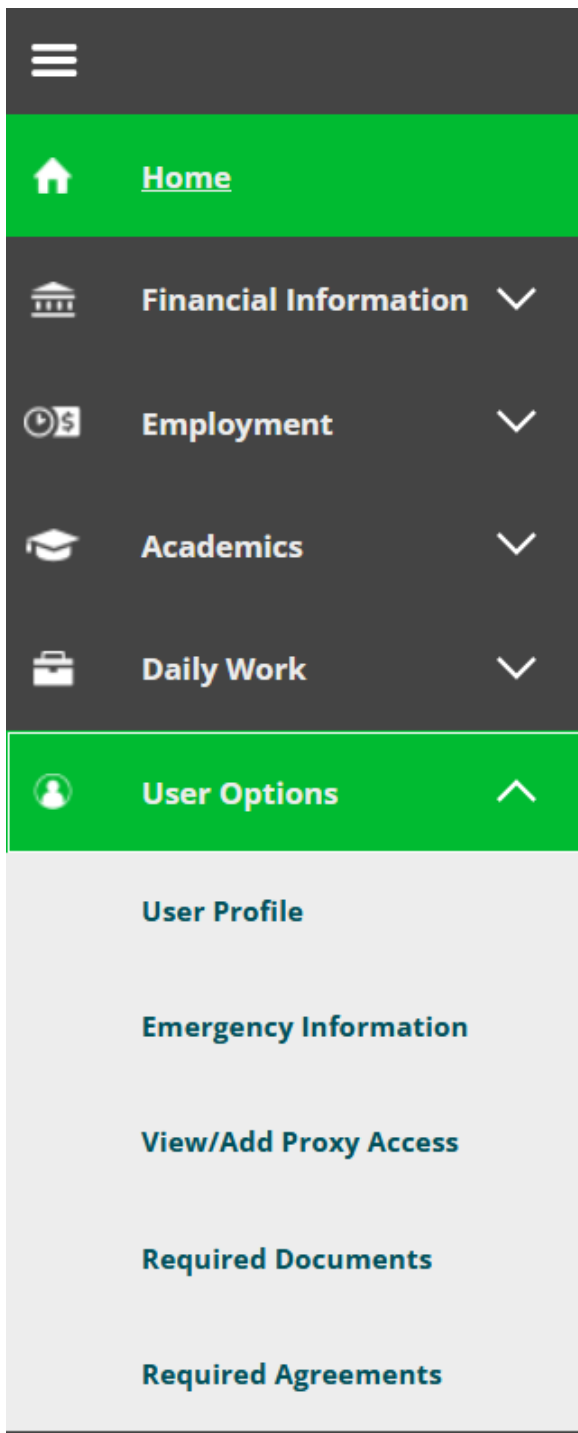 Home
Financial Information
$
Employment
Academics
Daily Work
User Options
User Profile
Emergency Information
View/Add Proxy Access
Required Documents
Required Agreements